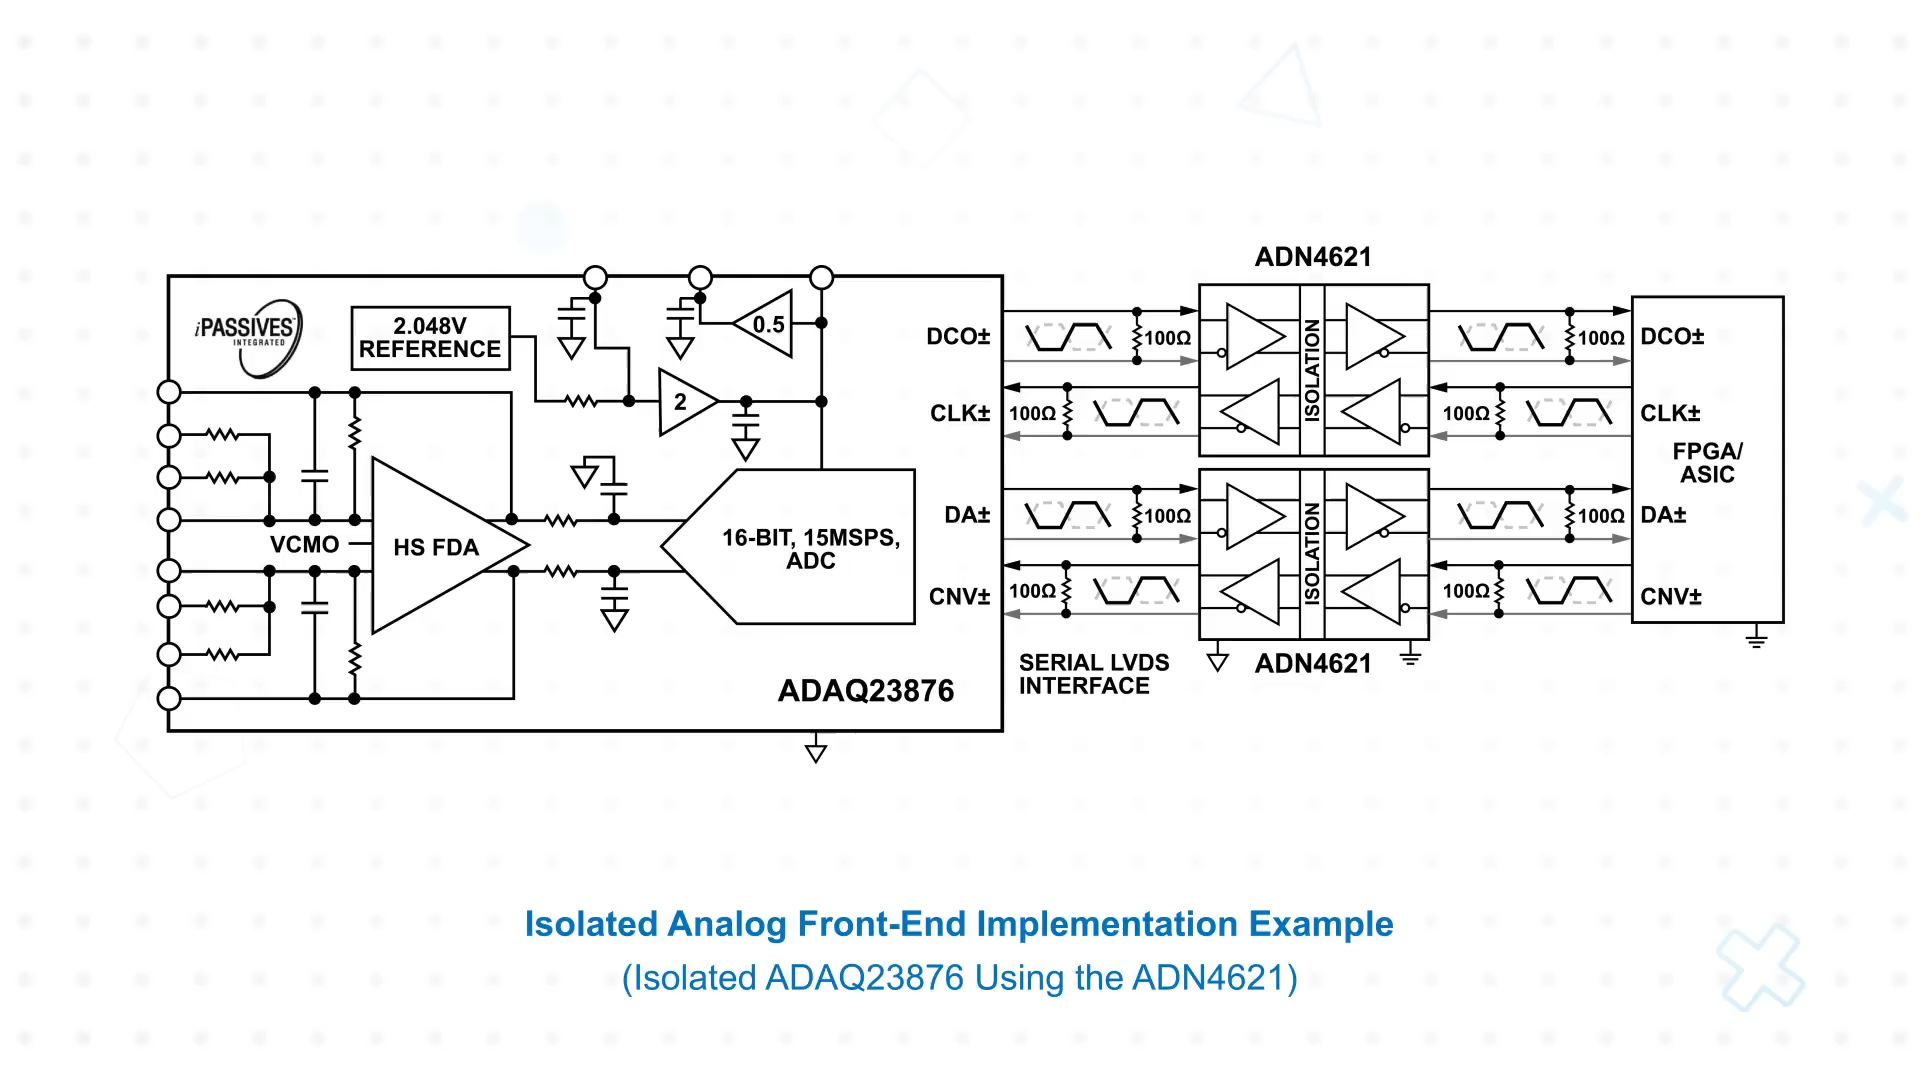 ADN4621
iPASSIVES™
INTEGRATED
2.048V
REFERENCE
0.5
2
VCMO
HS FDA
16-BIT, 15MSPS,
ADC
ADAQ23876
DCO±
100Ω
CLK±
100Ω
DA±
100Ω
CNV±
100Ω
SERIAL LVDS
INTERFACE
ISOLATION
ISOLATION
ADN4621
100Ω
DCO±
100Ω
CLK±
FPGA/
ASIC
100Ω
DA±
100Ω
CNV±
Isolated Analog Front-End Implementation Example
(Isolated ADAQ23876 Using the ADN4621)